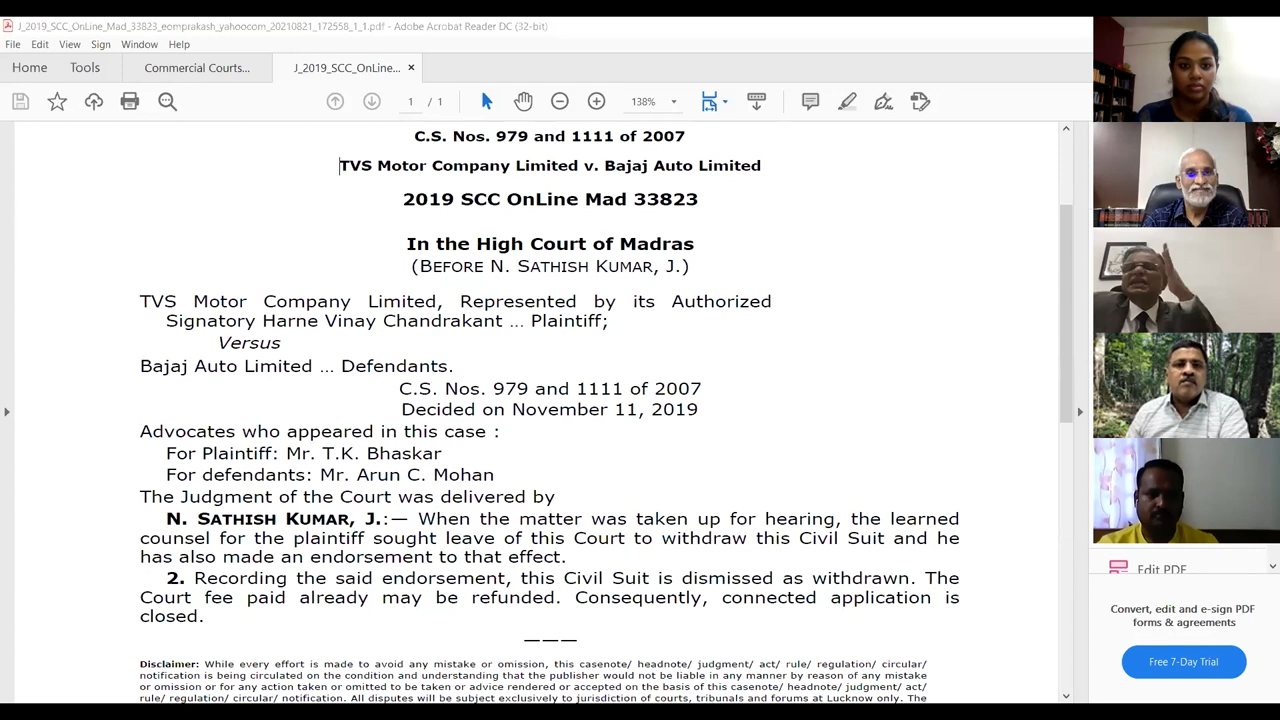 J_2019_SCC_OnLine_Mad_33823_eomprakash_yahoocom_20210821_172558_1_1.pdf - Adobe Acrobat Reader DC (32-bit)
File Edit View Sign Window Help
Home Tools Commercial Courts... J_2019_SCC_OnLine... ×
1 / 1 138%
C.S. Nos. 979 and 1111 of 2007
TVS Motor Company Limited v. Bajaj Auto Limited
2019 SCC OnLine Mad 33823
In the High Court of Madras
(BEFORE N. SATHISH KUMAR, J.)
TVS Motor Company Limited, Represented by its Authorized
Signatory Harne Vinay Chandrakant ... Plaintiff;
Versus
Bajaj Auto Limited ... Defendants.
C.S. Nos. 979 and 1111 of 2007
Decided on November 11, 2019
Advocates who appeared in this case :
For Plaintiff: Mr. T.K. Bhaskar
For defendants: Mr. Arun C. Mohan
The Judgment of the Court was delivered by
N. SATHISH KUMAR, J.:— When the matter was taken up for hearing, the learned
counsel for the plaintiff sought leave of this Court to withdraw this Civil Suit and he
has also made an endorsement to that effect.
2. Recording the said endorsement, this Civil Suit is dismissed as withdrawn. The
Court fee paid already may be refunded. Consequently, connected application is
closed.
———
Disclaimer: While every effort is made to avoid any mistake or omission, this casenote/ headnote/ judgment/ act/ rule/ regulation/ circular/
notification is being circulated on the condition and understanding that the publisher would not be liable in any manner by reason of any mistake
or omission or for any action taken or omitted to be taken or advice rendered or accepted on the basis of this casenote/ headnote/ judgment/ act/
rule/ regulation/ circular/ notification. All disputes will be subject exclusively to jurisdiction of courts, tribunals and forums at Lucknow only. The
Edit PDF
Convert, edit and e-sign PDF
forms & agreements
Free 7-Day Trial